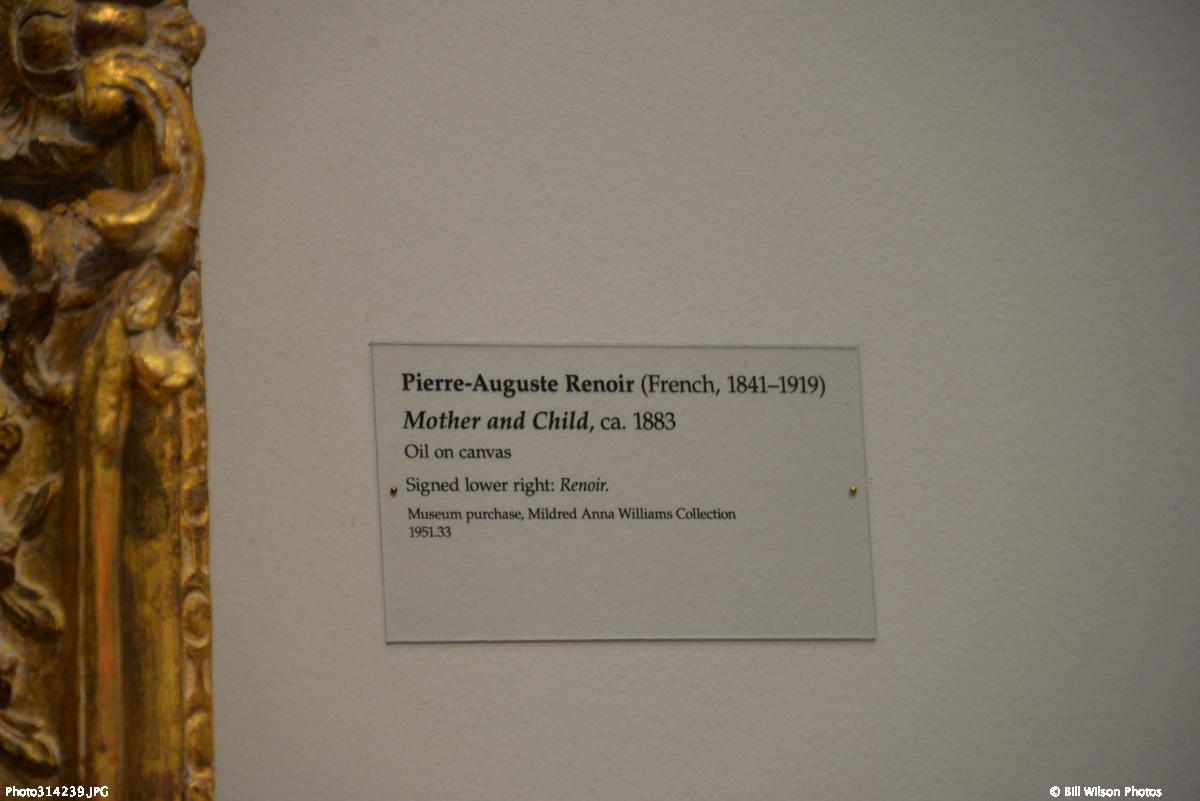 Pierre-Auguste Renoir (French, 1841–1919)
Mother and Child, ca. 1883
Oil on canvas
Signed lower right: Renoir.
Museum purchase, Mildred Anna Williams Collection
1951.33
Photo314239.JPG
© Bill Wilson Photos